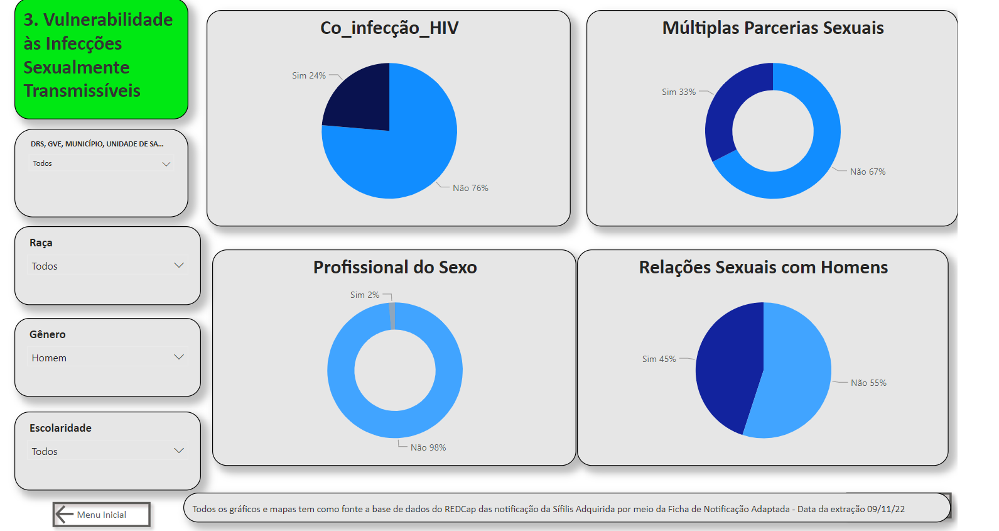 3. Vulnerabilidade
às Infecções
Sexualmente
Transmissíveis
DRS, GVE, MUNICÍPIO, UNIDADE DE SA...
Todos
Raça
Todos
Gênero
Homem
Escolaridade
Todos
Menu Inicial
Co_infecção_HIV
Sim 24%
Não 76%
Múltiplas Parcerias Sexuais
Sim 33%
Não 67%
Profissional do Sexo
Sim 2%
Não 98%
Relações Sexuais com Homens
Sim 45%
Não 55%
Todos os gráficos e mapas tem como fonte a base de dados do REDCap das notificação da Sífilis Adquirida por meio da Ficha de Notificação Adaptada - Data da extração 09/11/22